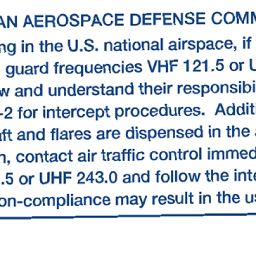 AN AEROSPACE DEFENSE COMM
ng in the U.S. national airspace, if
guard frequencies VHF 121.5 or U
w and understand their responsibi
-2 for intercept procedures. Additi
aft and flares are dispensed in the a
n, contact air traffic control immed
.5 or UHF 243.0 and follow the inte
on-compliance may result in the us